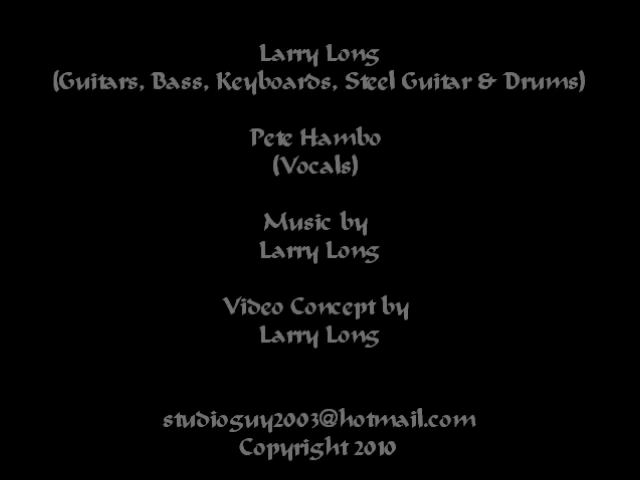 Larry Long
(Guitars, Bass, Keyboards, Steel Guitar & Drums)
Pete Hambo
(Vocals)
Music by
Larry Long
Video Concept by
Larry Long
studioguy2003@hotmail.com
Copyright 2010